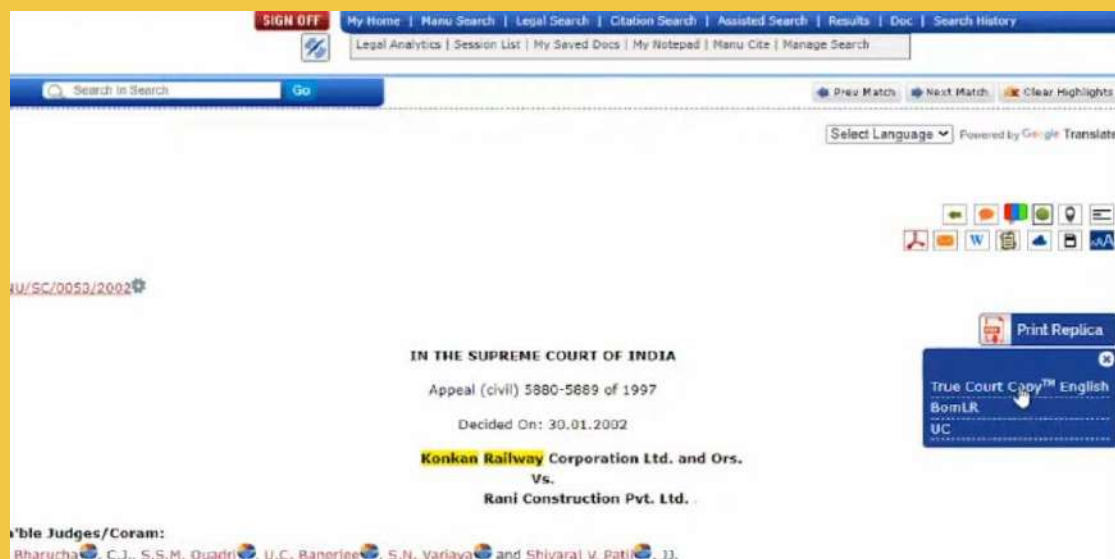 SIGN OFF
My Home | Manu Search | Legal Search | Citation Search | Assisted Search | Results | Doc | Search History
Legal Analytics | Session List | My Saved Docs | My Notepad | Manu Cite | Manage Search
Search in Search Go Prev Match Next Match Clear Highlights
Select Language Powered by Google Translate
NU/SC/0053/2002
Print Replica
IN THE SUPREME COURT OF INDIA
True Court Copy™ English
Appeal (civil) 5880-5889 of 1997
BomLR
Decided On: 30.01.2002
UC
Konkan Railway Corporation Ltd. and Ors.
Vs.
Rani Construction Pvt. Ltd.
'ble Judges/Coram:
Bharucha, C.J., S.S.M. Quadri, U.C. Banerjee, S.N. Variava and Shivaraj V. Patil, JJ.